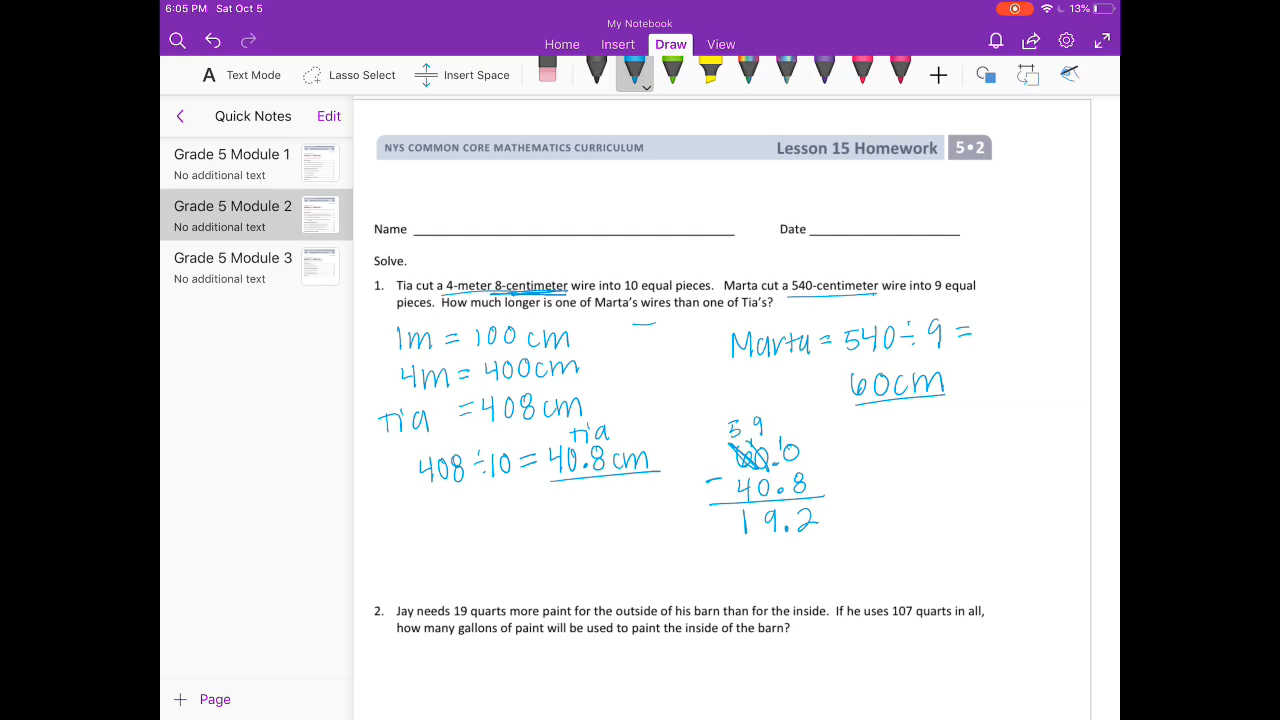 6:05 PM Sat Oct 5
13%
My Notebook
Home Insert Draw View
A Text Mode Lasso Select Insert Space
Quick Notes Edit
Grade 5 Module 1
No additional text
Grade 5 Module 2
No additional text
Grade 5 Module 3
No additional text
+ Page
NYS COMMON CORE MATHEMATICS CURRICULUM Lesson 15 Homework 5•2
Name Date
Solve.
1. Tia cut a 4-meter 8-centimeter wire into 10 equal pieces. Marta cut a 540-centimeter wire into 9 equal
pieces. How much longer is one of Marta's wires than one of Tia's?
1m = 100 cm
4m = 400cm
Tia = 408 cm
Tia
408 ÷ 10 = 40.8 cm
Marta = 540 ÷ 9 =
60cm
5 9 1
60.0
- 40.8
19.2
2. Jay needs 19 quarts more paint for the outside of his barn than for the inside. If he uses 107 quarts in all,
how many gallons of paint will be used to paint the inside of the barn?